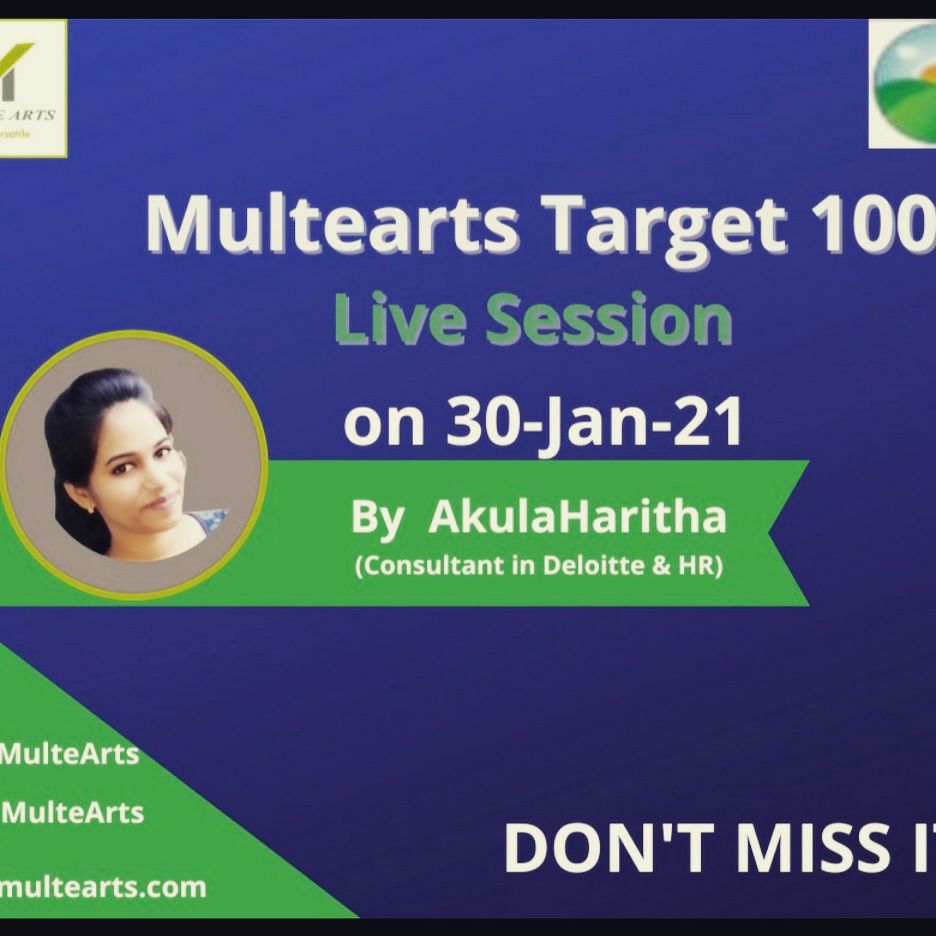 E ARTS
Multearts Target 100
Live Session
on 30-Jan-21
By AkulaHaritha
(Consultant in Deloitte & HR)
MulteArts
MulteArts
multearts.com
DON'T MISS